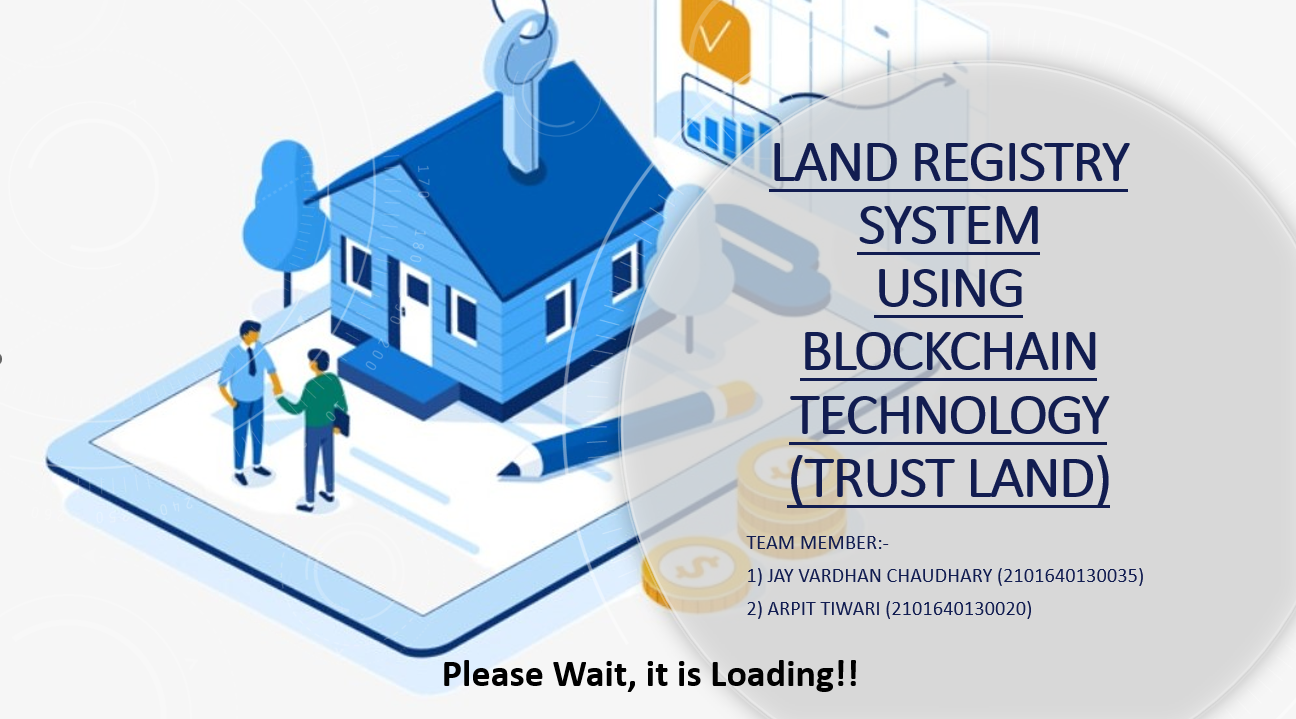 LAND REGISTRY
SYSTEM
USING
BLOCKCHAIN
TECHNOLOGY
(TRUST LAND)
TEAM MEMBER:-
1) JAY VARDHAN CHAUDHARY (2101640130035)
2) ARPIT TIWARI (2101640130020)
Please Wait, it is Loading!!